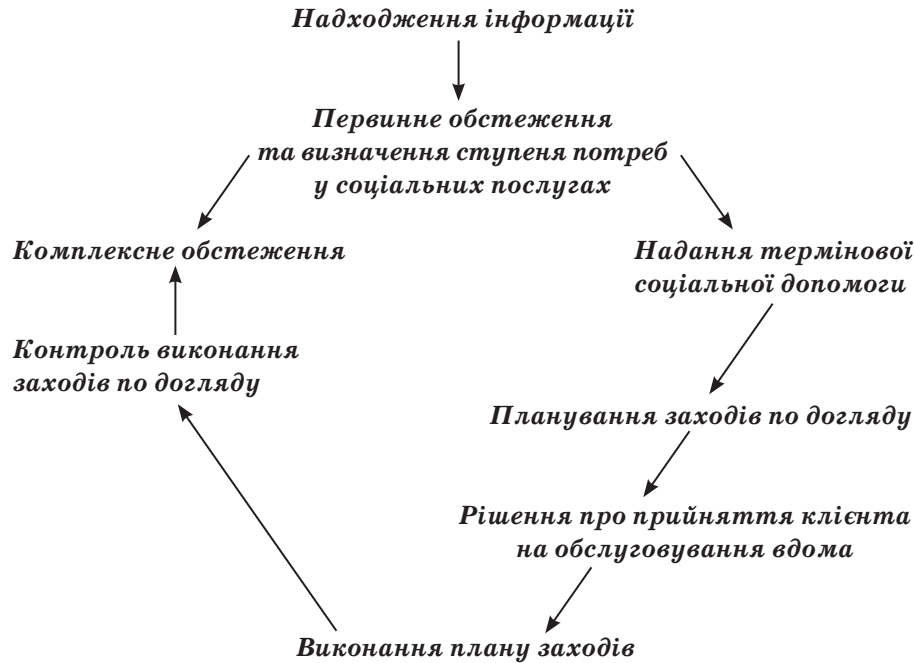 Надходження інформації
Первинне обстеження
та визначення ступеня потреб
у соціальних послугах
Комплексне обстеження
Надання термінової
соціальної допомоги
Контроль виконання
заходів по догляду
Планування заходів по догляду
Рішення про прийняття клієнта
на обслуговування вдома
Виконання плану заходів